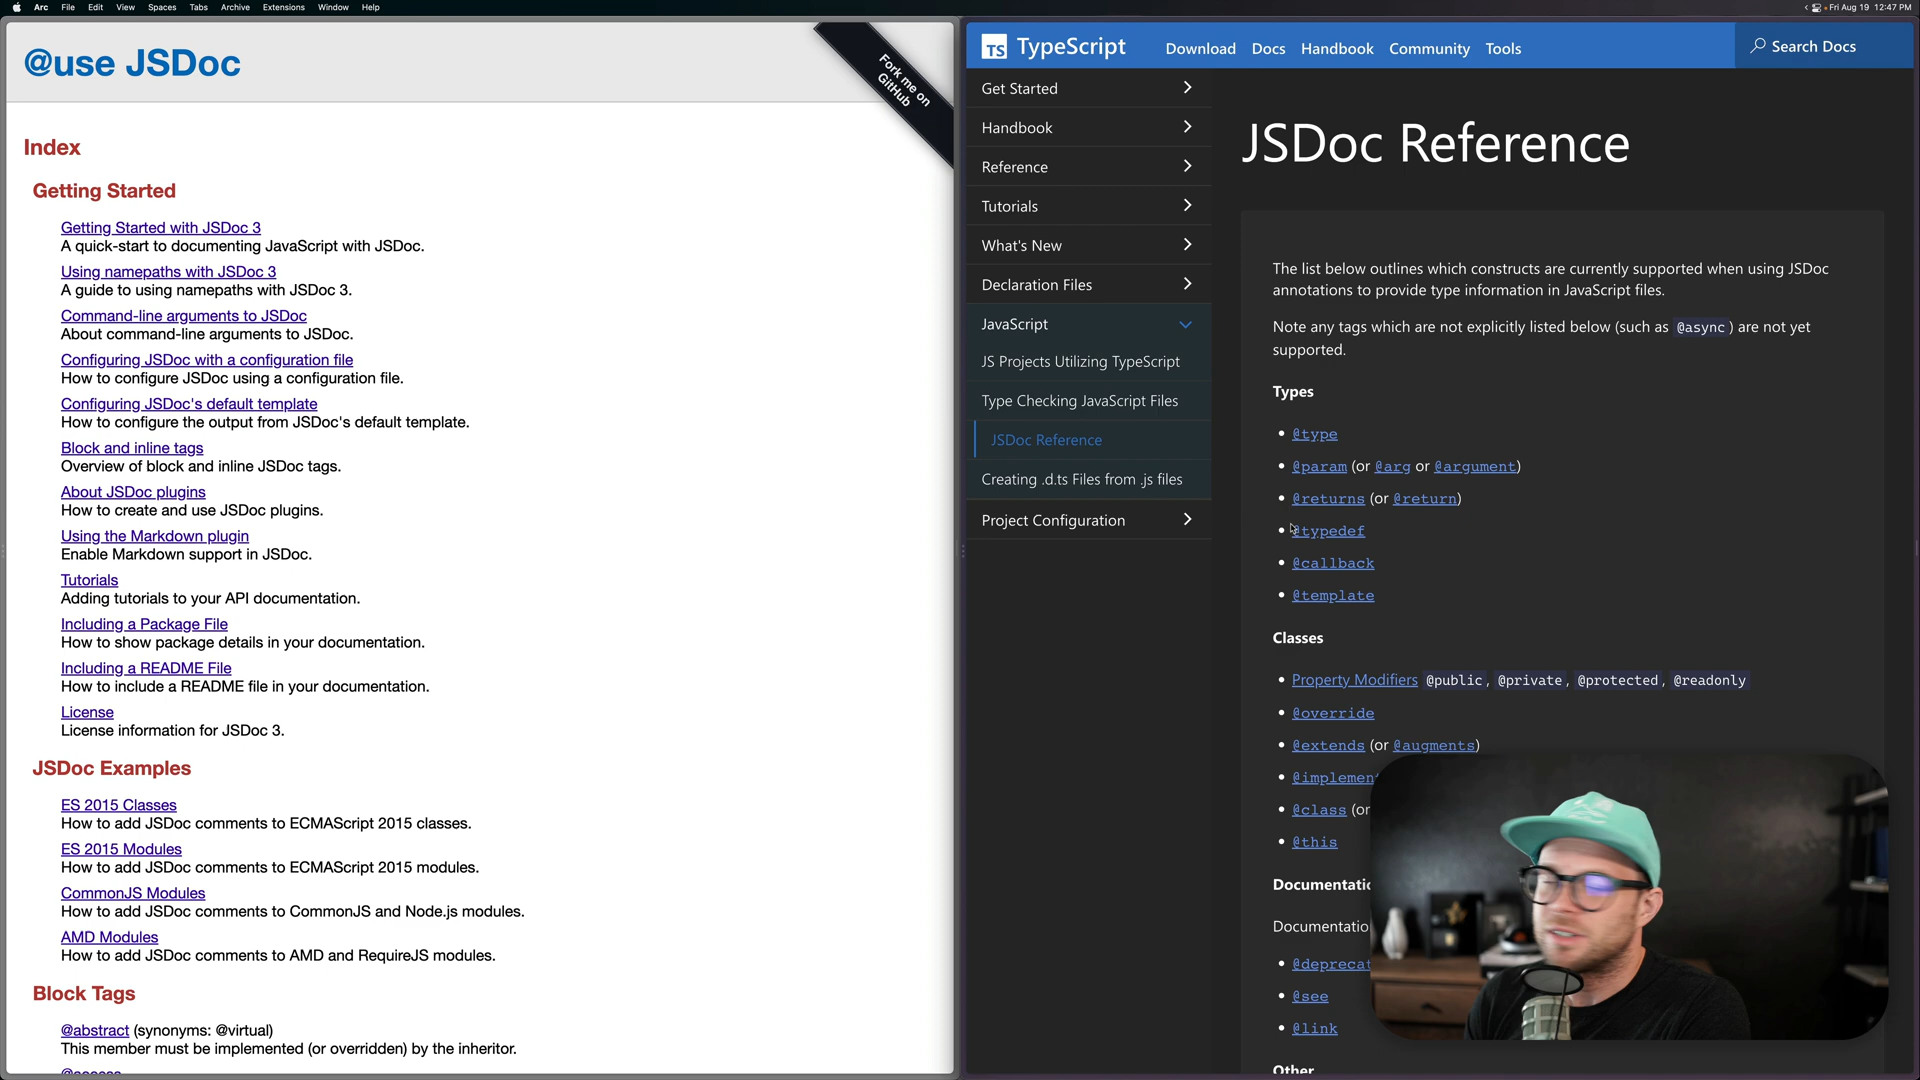 Arc File Edit View Spaces Tabs Archive Extensions Window Help
Fri Aug 19 12:47 PM
@use JSDoc
Fork me on
GitHub
Index
Getting Started
Getting Started with JSDoc 3
A quick-start to documenting JavaScript with JSDoc.
Using namepaths with JSDoc 3
A guide to using namepaths with JSDoc 3.
Command-line arguments to JSDoc
About command-line arguments to JSDoc.
Configuring JSDoc with a configuration file
How to configure JSDoc using a configuration file.
Configuring JSDoc's default template
How to configure the output from JSDoc's default template.
Block and inline tags
Overview of block and inline JSDoc tags.
About JSDoc plugins
How to create and use JSDoc plugins.
Using the Markdown plugin
Enable Markdown support in JSDoc.
Tutorials
Adding tutorials to your API documentation.
Including a Package File
How to show package details in your documentation.
Including a README File
How to include a README file in your documentation.
License
License information for JSDoc 3.
JSDoc Examples
ES 2015 Classes
How to add JSDoc comments to ECMAScript 2015 classes.
ES 2015 Modules
How to add JSDoc comments to ECMAScript 2015 modules.
CommonJS Modules
How to add JSDoc comments to CommonJS and Node.js modules.
AMD Modules
How to add JSDoc comments to AMD and RequireJS modules.
Block Tags
@abstract (synonyms: @virtual)
This member must be implemented (or overridden) by the inheritor.
TS TypeScript Download Docs Handbook Community Tools Search Docs
Get Started
Handbook
Reference
Tutorials
What's New
Declaration Files
JavaScript
JS Projects Utilizing TypeScript
Type Checking JavaScript Files
JSDoc Reference
Creating .d.ts Files from .js files
Project Configuration
JSDoc Reference
The list below outlines which constructs are currently supported when using JSDoc
annotations to provide type information in JavaScript files.
Note any tags which are not explicitly listed below (such as @async) are not yet
supported.
Types
• @type
• @param (or @arg or @argument)
• @returns (or @return)
• @typedef
• @callback
• @template
Classes
• Property Modifiers @public, @private, @protected, @readonly
• @override
• @extends (or @augments)
• @implemen
• @class (or
• @this
Documentatio
Documentatio
• @deprecat
• @see
• @link
Other